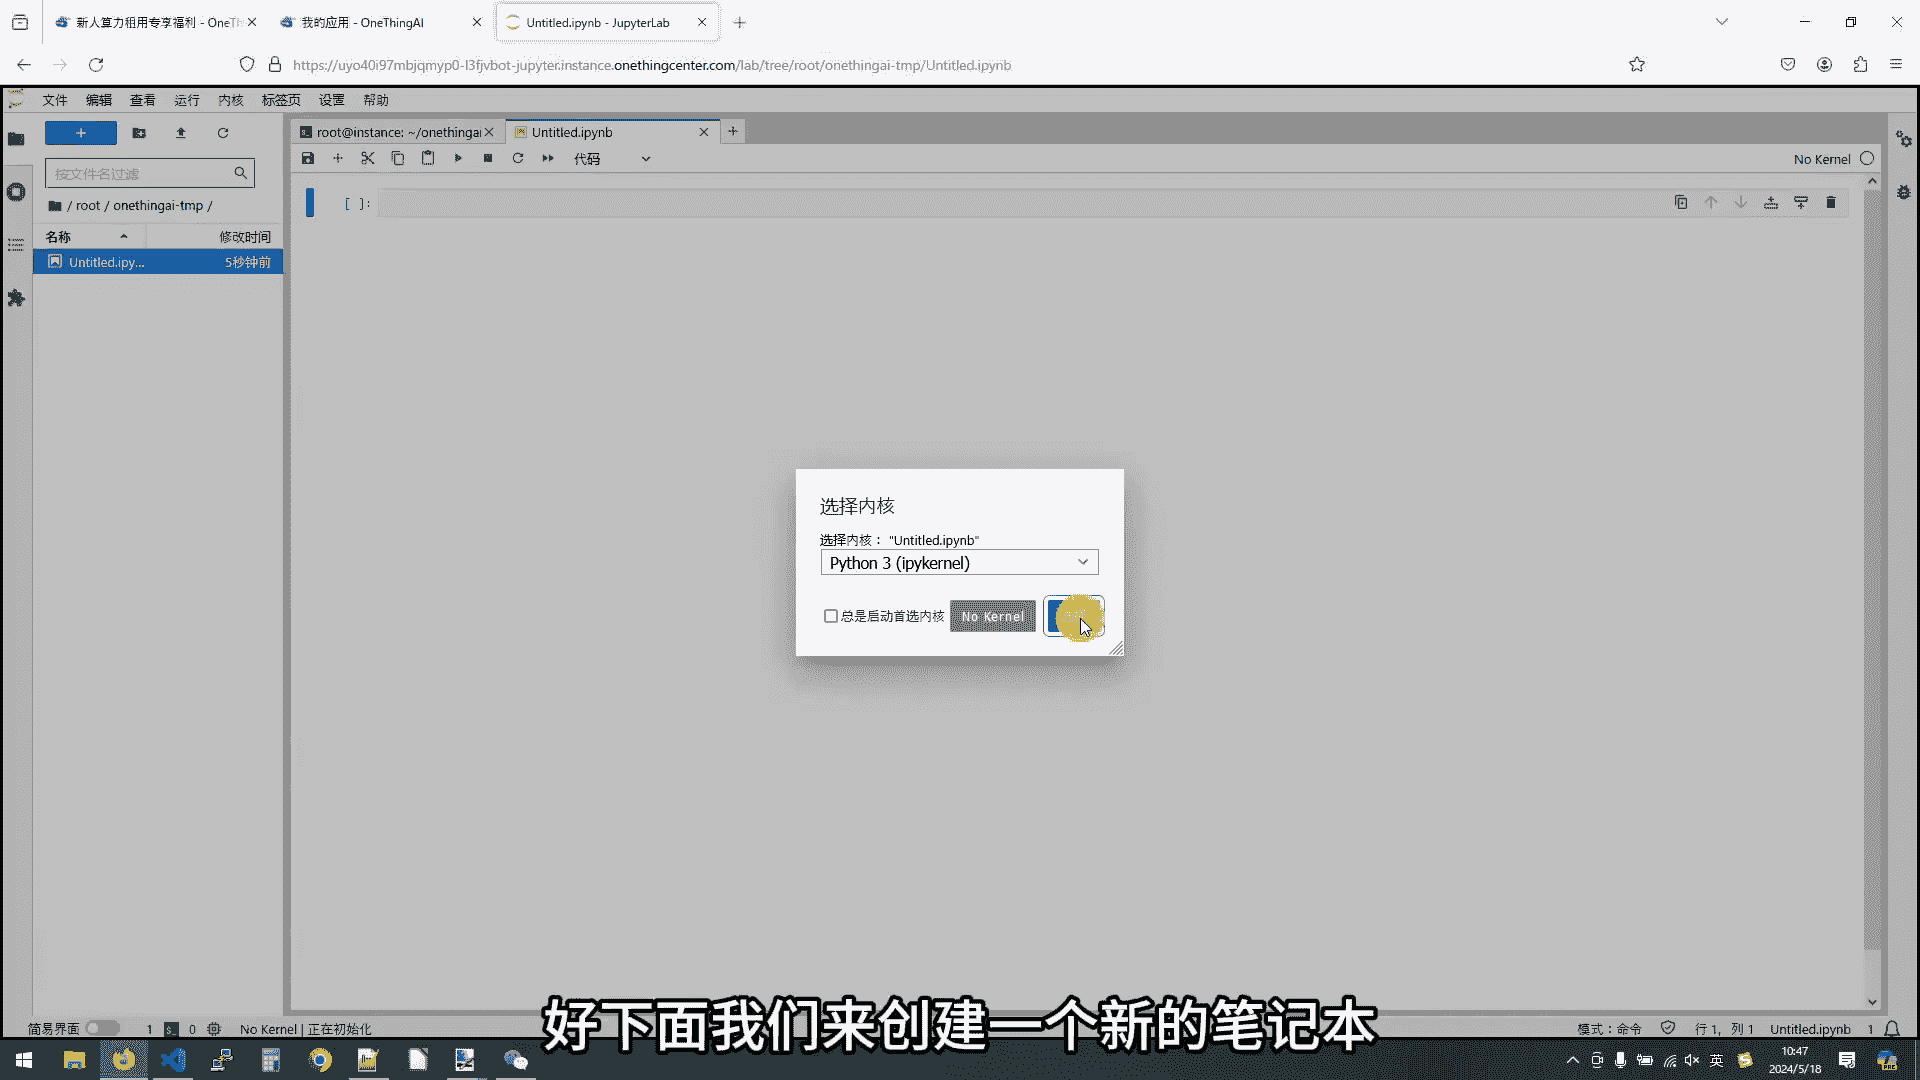 新人算力租用专享福利 - OneTh
我的应用 - OneThingAI
Untitled.ipynb - JupyterLab
https://uyo40i97mbjqmyp0-l3fjvbot-jupyter.instance.onethingcenter.com/lab/tree/root/onethingai-tmp/Untitled.ipynb
文件 编辑 查看 运行 内核 标签页 设置 帮助
root@instance: ~/onethingai
Untitled.ipynb
代码
No Kernel
按文件名过滤
/ root / onethingai-tmp /
名称 修改时间
Untitled.ipy... 5秒钟前
[ ]:
选择内核
选择内核： "Untitled.ipynb"
Python 3 (ipykernel)
总是启动首选内核 No Kernel
好下面我们来创建一个新的笔记本
简易界面 1 $_ 0 No Kernel | 正在初始化
模式：命令 行 1，列 1 Untitled.ipynb 1
英
10:47
2024/5/18